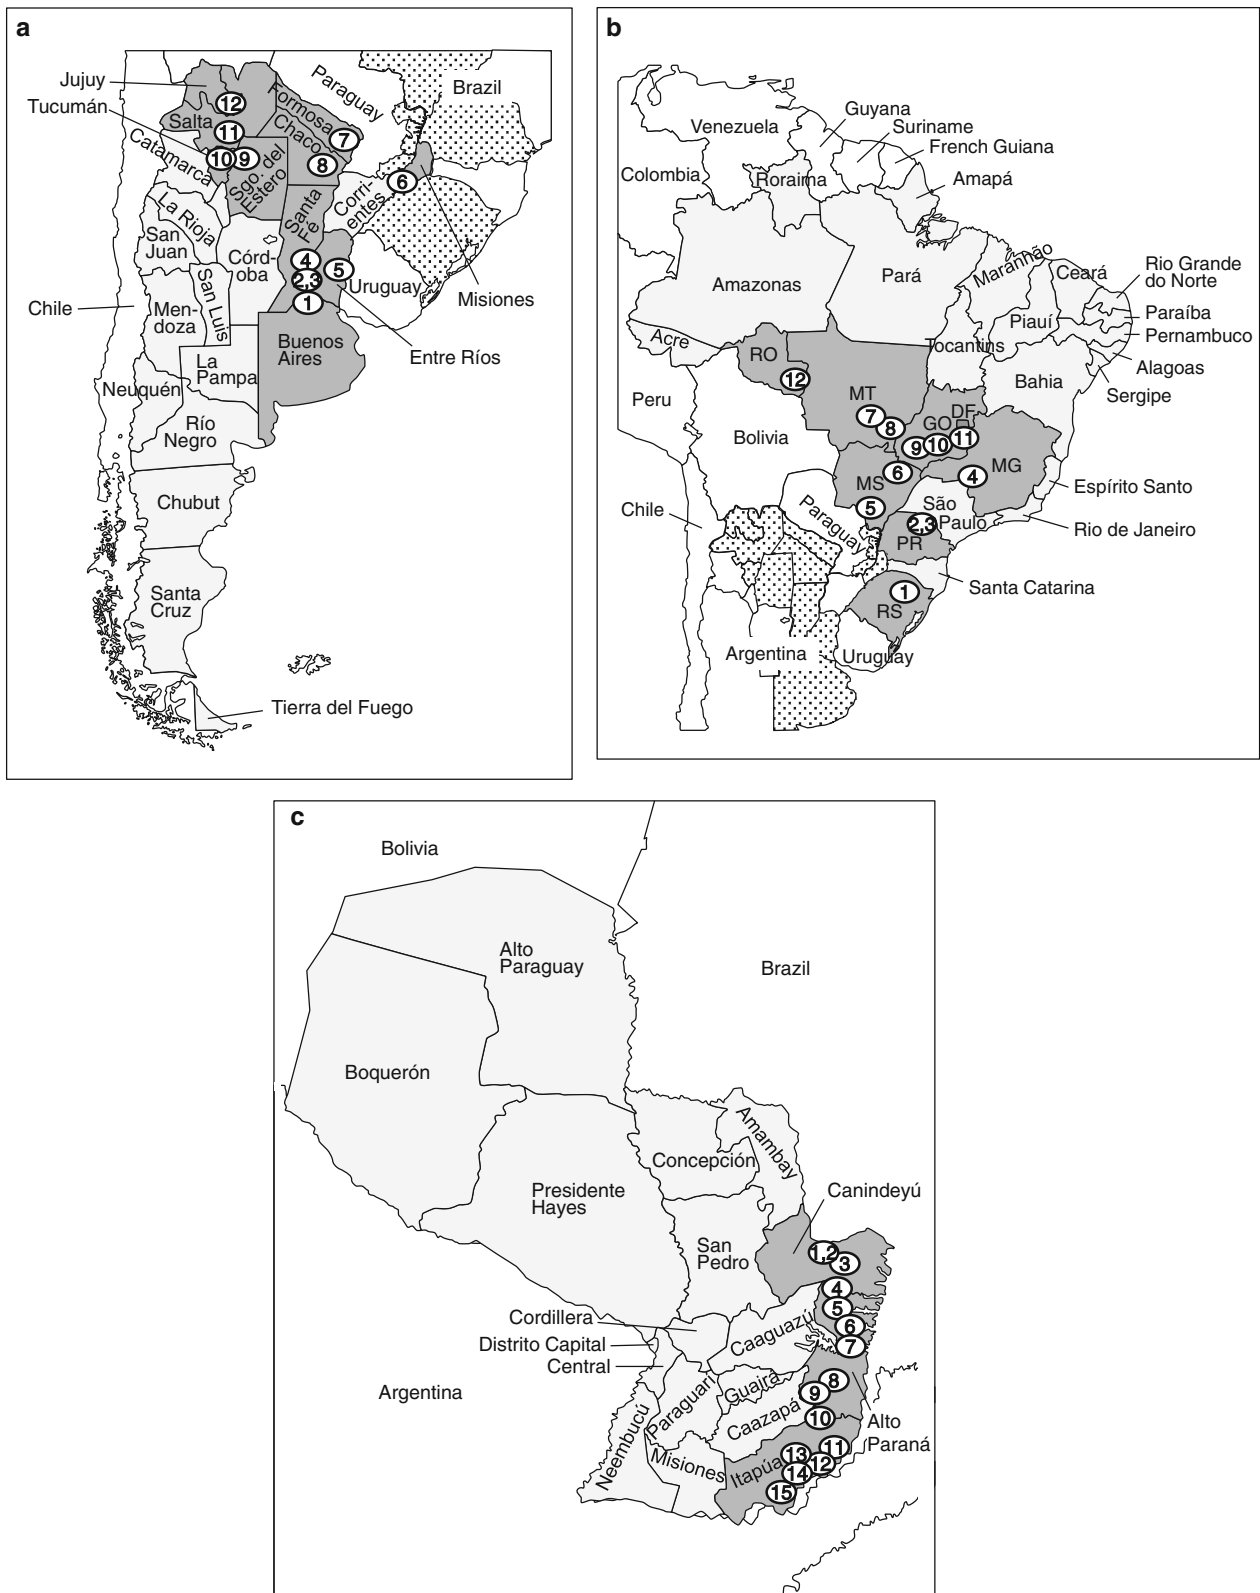 a
Jujuy
Tucumán
Salta
Catamarca
12
11
10
9
Formosa
Chaco
Paraguay
Brazil
7
8
6
Sgo. del
Estero
Santa
Fe
Corri-
entes
La Rioja
San
Juan
Córd-
oba
4
2,3
5
1
Uruguay
Misiones
Chile
Men-
doza
San Luis
Buenos
Aires
Entre Ríos
La
Pampa
Neuquén
Río
Negro
Chubut
Santa
Cruz
Tierra del Fuego
b
Venezuela
Guyana
Suriname
French Guiana
Colombia
Roraima
Amapá
Amazonas
Pará
Maranhão
Ceará
Rio Grande
do Norte
Paraíba
Pernambuco
Piauí
Acre
RO
Tocantins
Alagoas
Sergipe
Bahia
Peru
12
MT
7
8
GO
DF
9
10
11
Bolivia
MG
6
4
MS
5
Espírito Santo
Chile
Paraguay
São
Paulo
2,3
PR
Rio de Janeiro
Santa Catarina
1
RS
Argentina
Uruguay
c
Bolivia
Alto
Paraguay
Brazil
Boquerón
Amambay
Concepción
Presidente
Hayes
Canindeyú
San
Pedro
1,2
3
4
5
6
7
Cordillera
Distrito Capital
Central
Caaguazú
Argentina
Guairá
Paraguarí
Caazapá
8
9
10
Alto
Paraná
Neembucú
Misiones
Itapúa
11
12
13
14
15